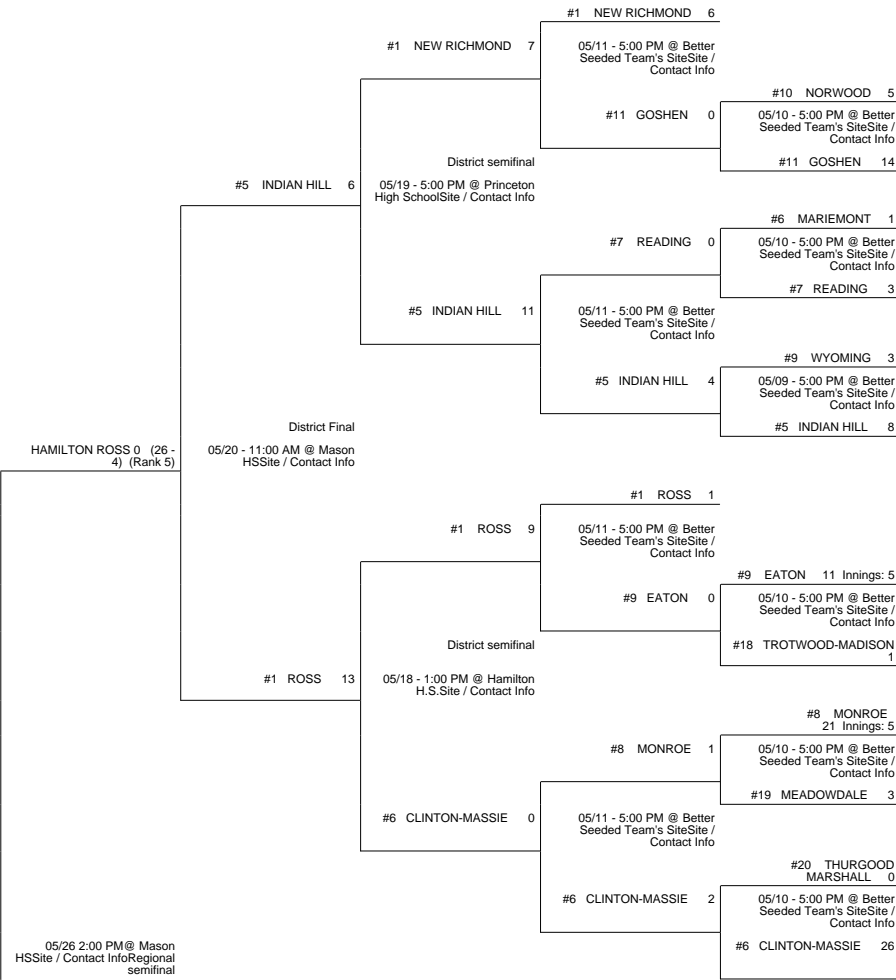 #1 NEW RICHMOND 6
#1 NEW RICHMOND 7
05/11 - 5:00 PM @ Better
Seeded Team's SiteSite /
Contact Info
#10 NORWOOD 5
#11 GOSHEN 0
05/10 - 5:00 PM @ Better
Seeded Team's SiteSite /
Contact Info
#11 GOSHEN 14
District semifinal
#5 INDIAN HILL 6
05/19 - 5:00 PM @ Princeton
High SchoolSite / Contact Info
#6 MARIEMONT 1
#7 READING 0
05/10 - 5:00 PM @ Better
Seeded Team's SiteSite /
Contact Info
#7 READING 3
#5 INDIAN HILL 11
05/11 - 5:00 PM @ Better
Seeded Team's SiteSite /
Contact Info
#9 WYOMING 3
#5 INDIAN HILL 4
05/09 - 5:00 PM @ Better
Seeded Team's SiteSite /
Contact Info
#5 INDIAN HILL 8
District Final
HAMILTON ROSS 0 (26 -
4) (Rank 5)
05/20 - 11:00 AM @ Mason
HSSite / Contact Info
#1 ROSS 1
#1 ROSS 9
05/11 - 5:00 PM @ Better
Seeded Team's SiteSite /
Contact Info
#9 EATON 11 Innings: 5
#9 EATON 0
05/10 - 5:00 PM @ Better
Seeded Team's SiteSite /
Contact Info
#18 TROTWOOD-MADISON
1
District semifinal
#1 ROSS 13
05/18 - 1:00 PM @ Hamilton
H.S.Site / Contact Info
#8 MONROE
21 Innings: 5
#8 MONROE 1
05/10 - 5:00 PM @ Better
Seeded Team's SiteSite /
Contact Info
#19 MEADOWDALE 3
#6 CLINTON-MASSIE 0
05/11 - 5:00 PM @ Better
Seeded Team's SiteSite /
Contact Info
#20 THURGOOD
MARSHALL 0
#6 CLINTON-MASSIE 2
05/10 - 5:00 PM @ Better
Seeded Team's SiteSite /
Contact Info
#6 CLINTON-MASSIE 26
05/26 2:00 PM@ Mason
HSSite / Contact InfoRegional
semifinal